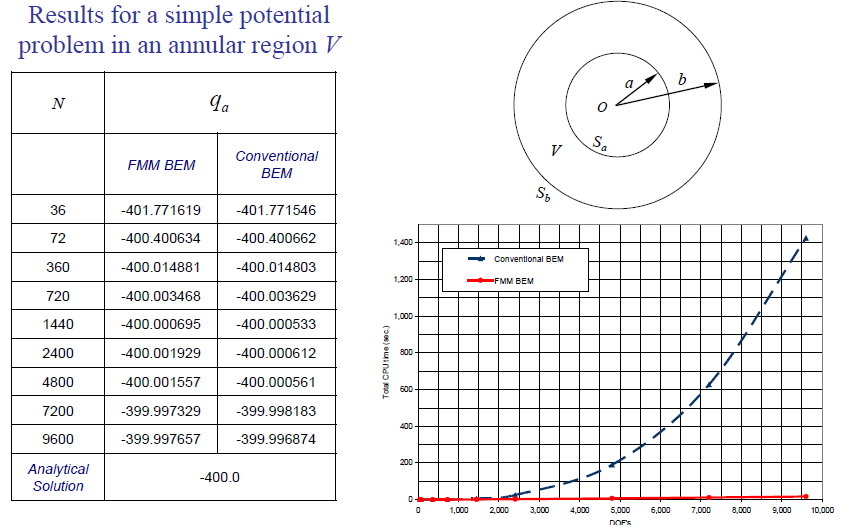 Results for a simple potential
problem in an annular region V
N qa
FMM BEM Conventional BEM
36 -401.771619 -401.771546
72 -400.400634 -400.400662
360 -400.014881 -400.014803
720 -400.003468 -400.003629
1440 -400.000695 -400.000533
2400 -400.001929 -400.000612
4800 -400.001557 -400.000561
7200 -399.997329 -399.998183
9600 -399.997657 -399.996874
Analytical Solution -400.0
a
b
O
V
Sa
Sb
1,400
1,200
1,000
800
600
400
200
0
Total CPU time (sec.)
Conventional BEM
FMM BEM
0 1,000 2,000 3,000 4,000 5,000 6,000 7,000 8,000 9,000 10,000
DOF's